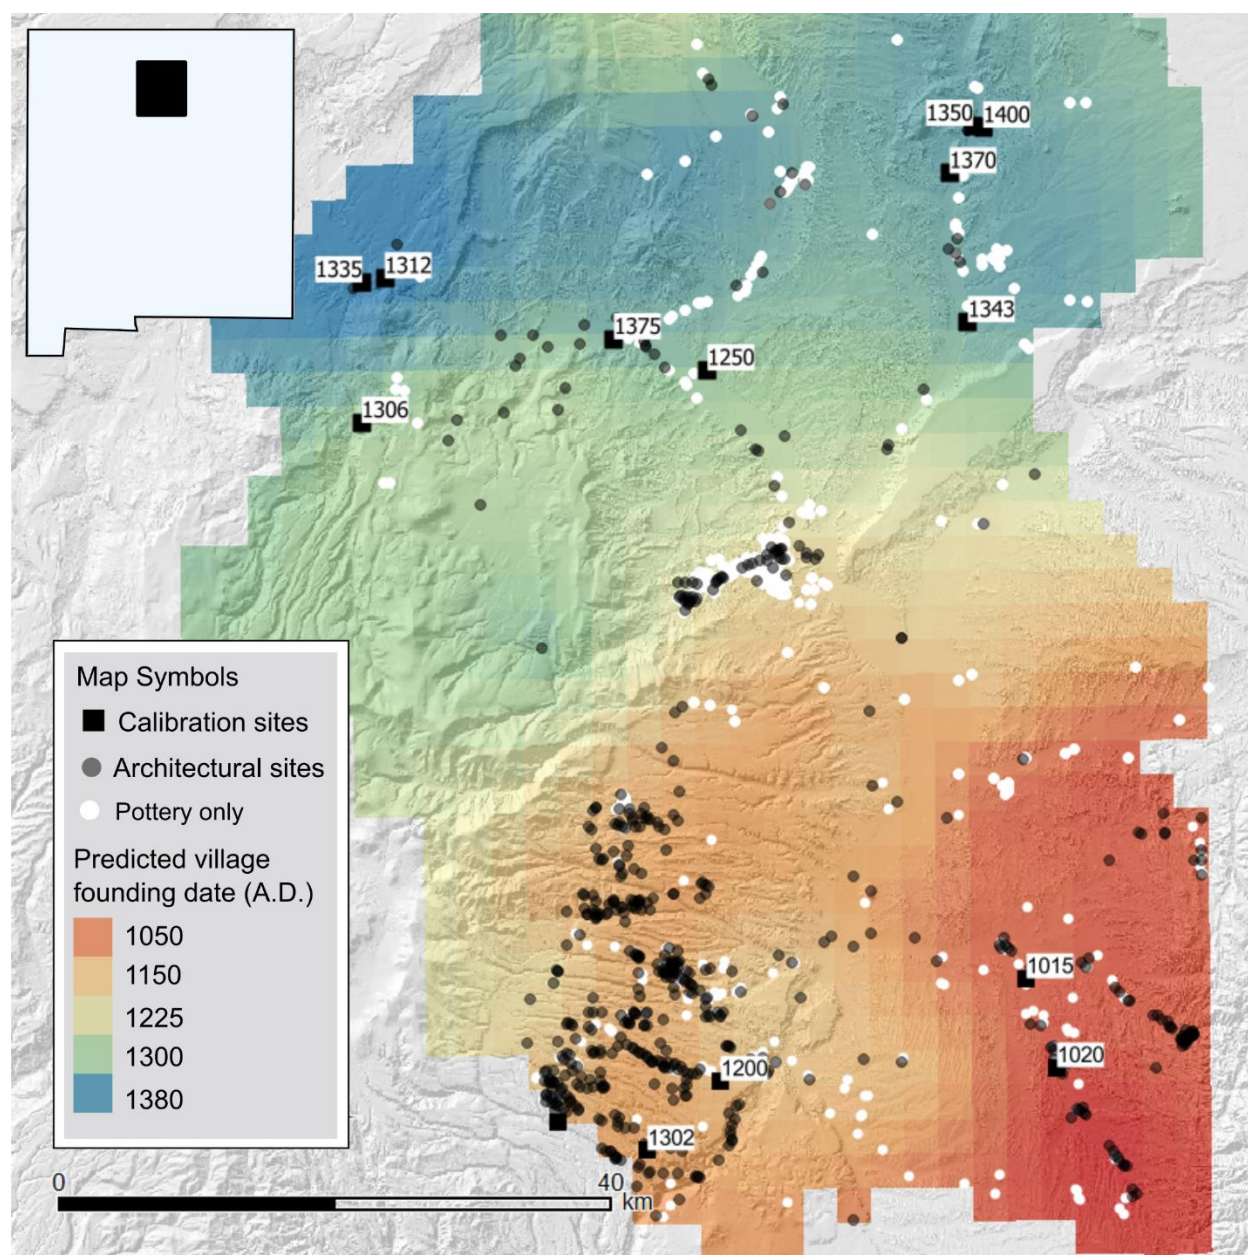 1350 1400
1370
1335 1312
1343
1375
1250
1306
Map Symbols
Calibration sites
Architectural sites
Pottery only
Predicted village
founding date (A.D.)
1050
1150
1225
1300
1380
1015
1020
1200
1302
0 40
km